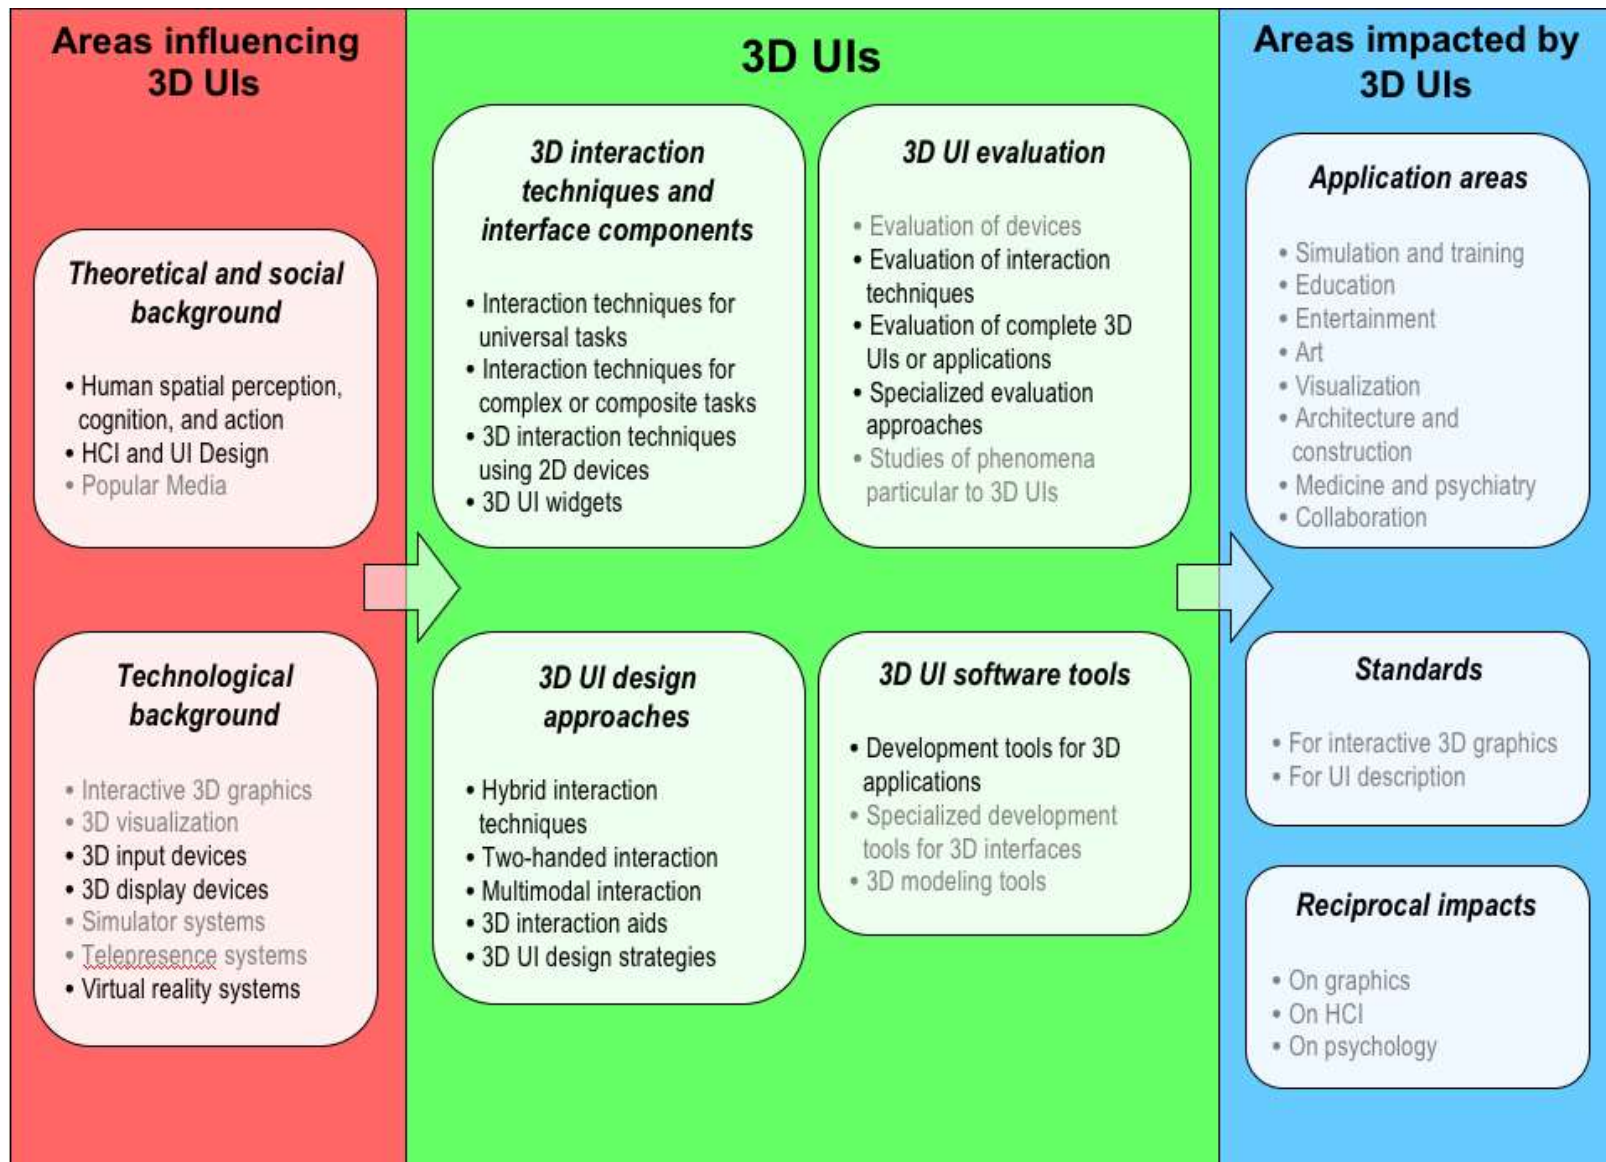 Areas influencing
3D UIs
Theoretical and social
background
• Human spatial perception,
cognition, and action
• HCI and UI Design
• Popular Media
Technological
background
• Interactive 3D graphics
• 3D visualization
• 3D input devices
• 3D display devices
• Simulator systems
• Telepresence systems
• Virtual reality systems
3D UIs
3D interaction
techniques and
interface components
• Interaction techniques for
universal tasks
• Interaction techniques for
complex or composite tasks
• 3D interaction techniques
using 2D devices
• 3D UI widgets
3D UI evaluation
• Evaluation of devices
• Evaluation of interaction
techniques
• Evaluation of complete 3D
UIs or applications
• Specialized evaluation
approaches
• Studies of phenomena
particular to 3D UIs
3D UI design
approaches
• Hybrid interaction
techniques
• Two-handed interaction
• Multimodal interaction
• 3D interaction aids
• 3D UI design strategies
3D UI software tools
• Development tools for 3D
applications
• Specialized development
tools for 3D interfaces
• 3D modeling tools
Areas impacted by
3D UIs
Application areas
• Simulation and training
• Education
• Entertainment
• Art
• Visualization
• Architecture and
construction
• Medicine and psychiatry
• Collaboration
Standards
• For interactive 3D graphics
• For UI description
Reciprocal impacts
• On graphics
• On HCI
• On psychology